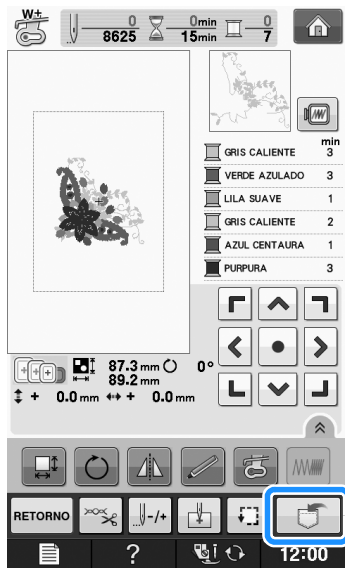 W+
0 0min 0
8625 15min 7
min
GRIS CALIENTE 3
VERDE AZULADO 3
LILA SUAVE 1
GRIS CALIENTE 2
AZUL CENTAURA 1
PURPURA 3
87.3 mm 0°
89.2 mm
+ 0.0 mm + 0.0 mm
RETORNO -/+
? 12:00